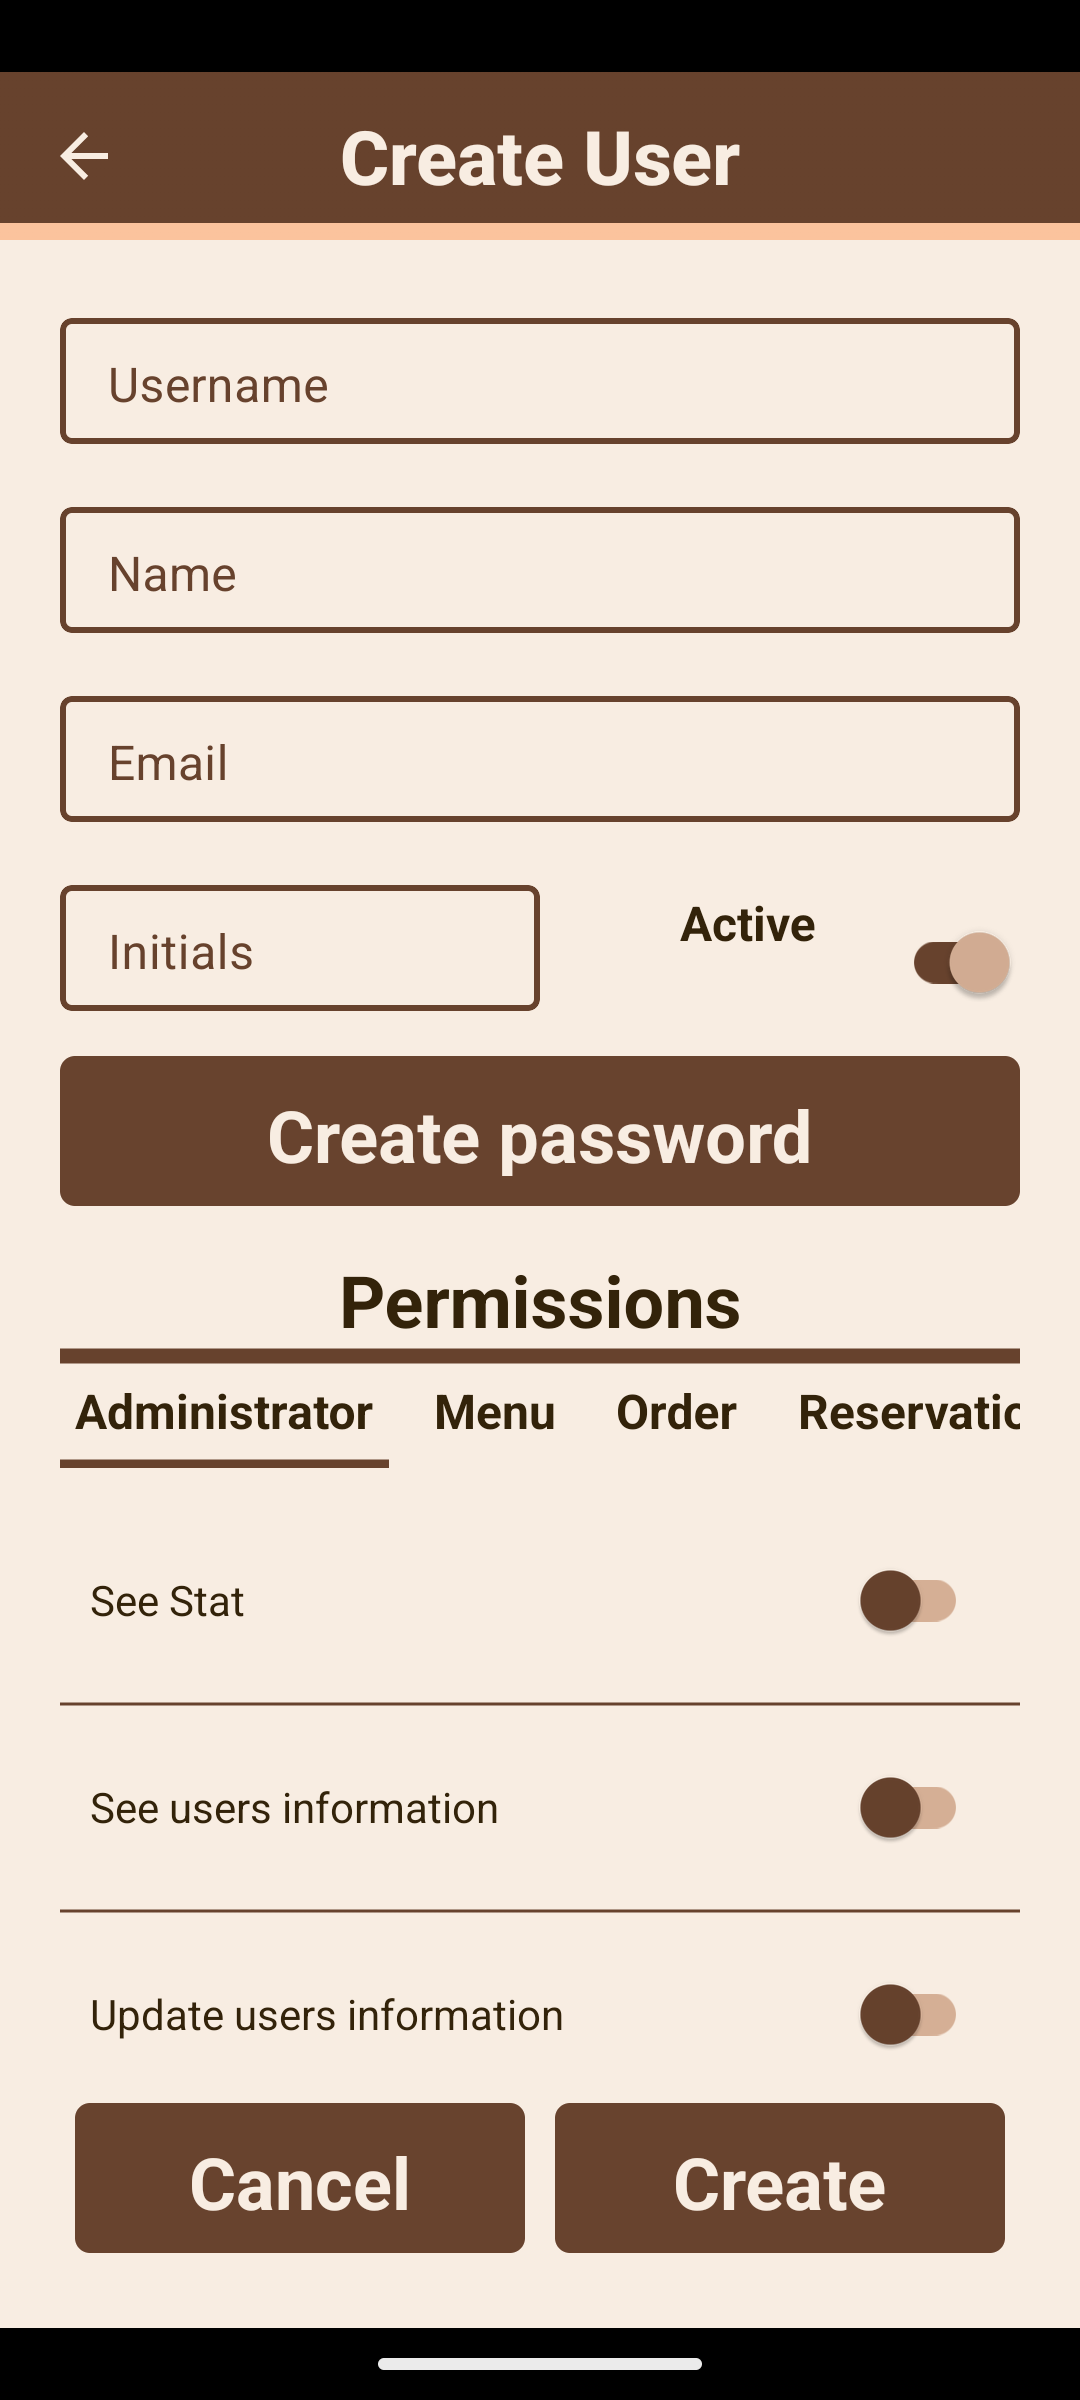 Create User
Username
Name
Email
Initials
Active
Create password
Permissions
Administrator Menu Order Reservatio
See Stat
See users information
Update users information
Cancel Create